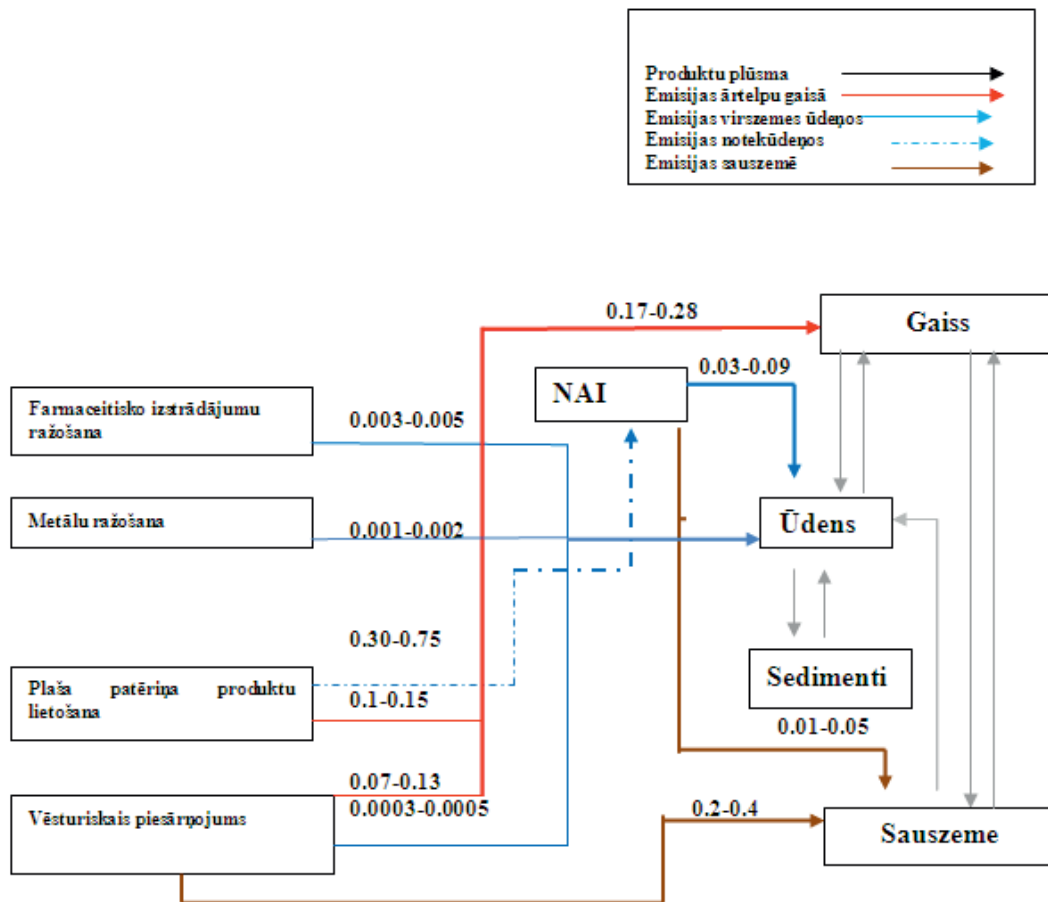 Produktu plūsma
Emisijas ārtelpu gaisā
Emisijas virszemes ūdeņos
Emisijas notekūdeņos
Emisijas sauszemē
0.17-0.28
Gaiss
0.03-0.09
NAI
Farmaceitisko izstrādājumu
ražošana
0.003-0.005
Metālu ražošana
0.001-0.002
Ūdens
0.30-0.75
Plaša patēriņa produktu
lietošana
0.1-0.15
Sedimenti
0.01-0.05
0.07-0.13
0.0003-0.0005
Vēsturiskais piesārņojums
0.2-0.4
Sauszeme